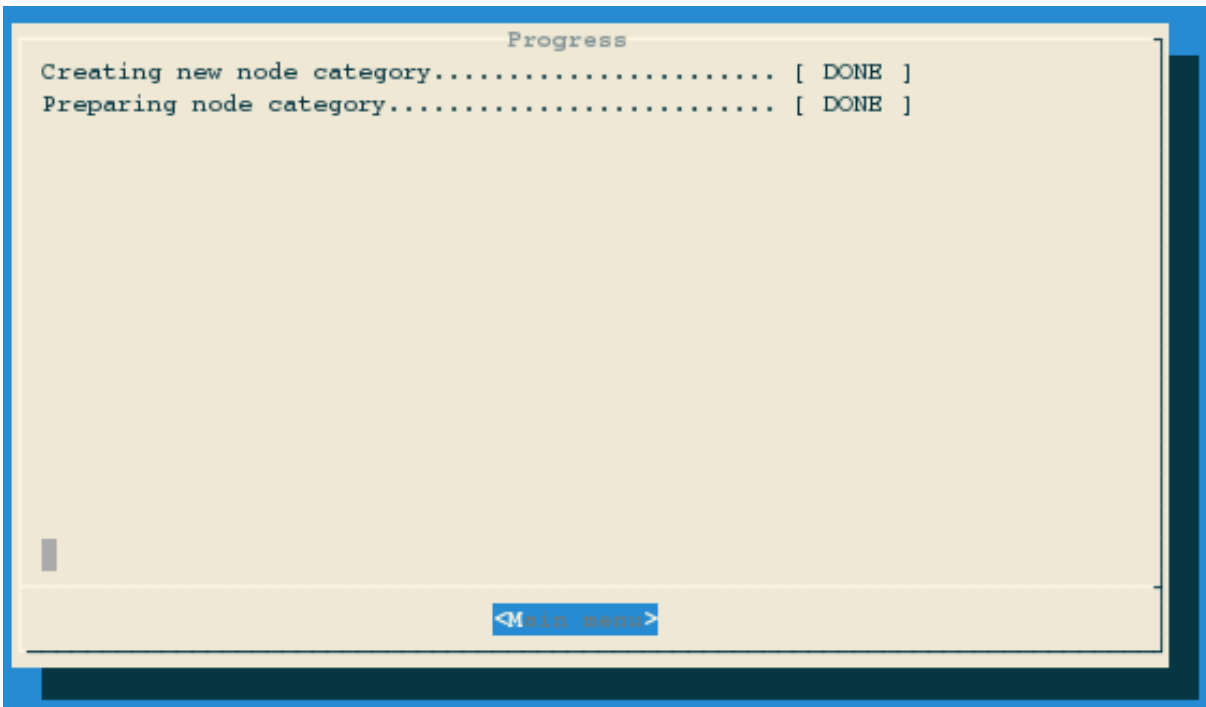 Progress
Creating new node category....................... [ DONE ]
Preparing node category.......................... [ DONE ]
<Main menu>